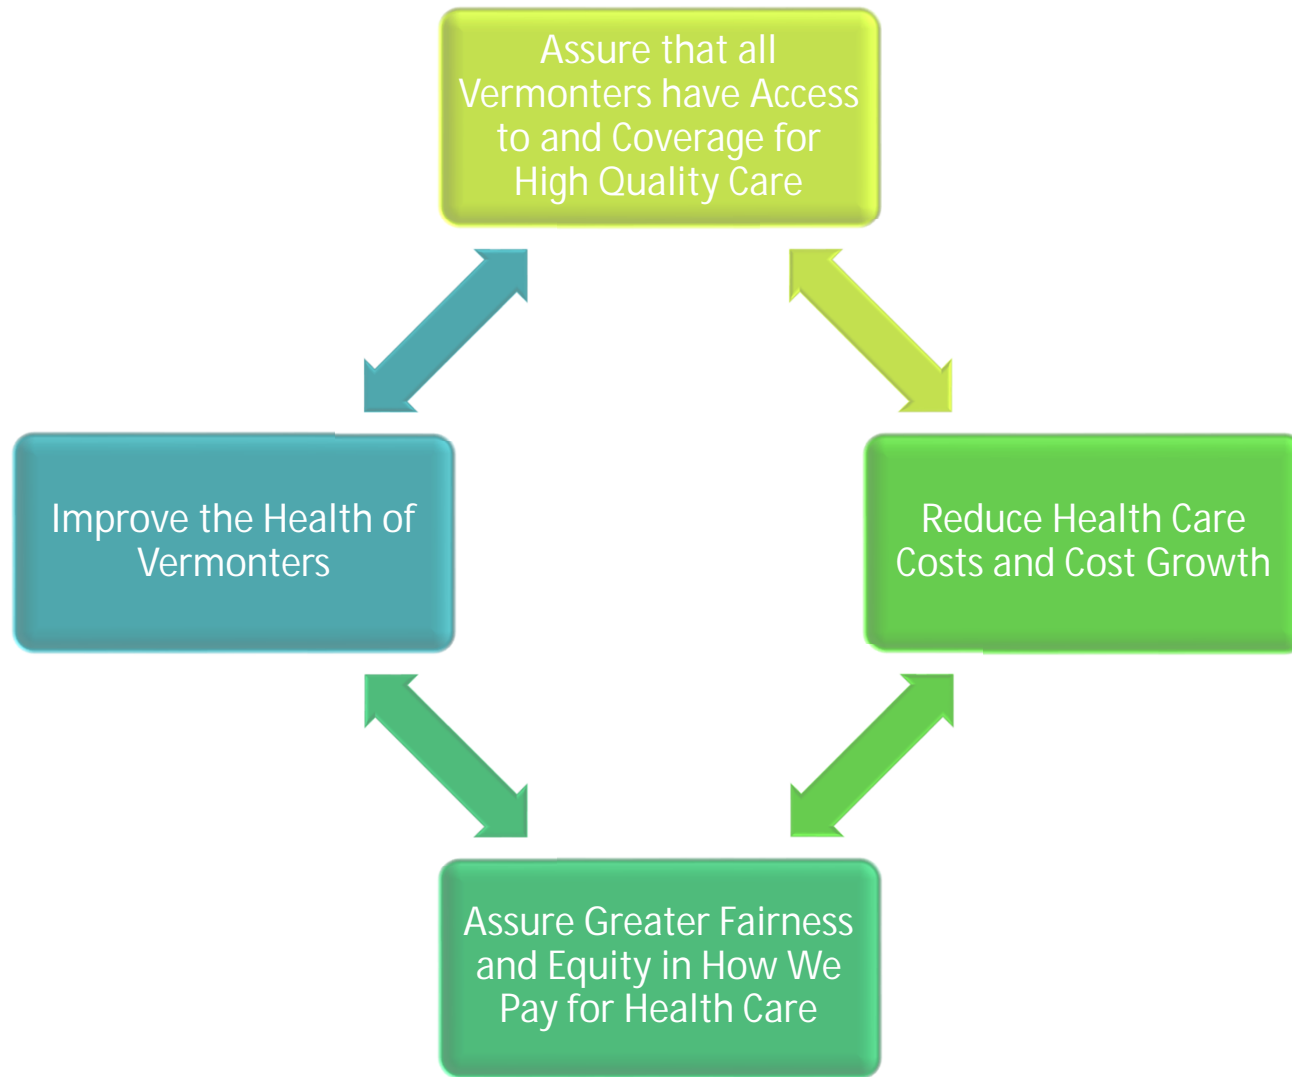 Assure that all
Vermonters have Access
to and Coverage for
High Quality Care
Improve the Health of
Vermonters
Reduce Health Care
Costs and Cost Growth
Assure Greater Fairness
and Equity in How We
Pay for Health Care